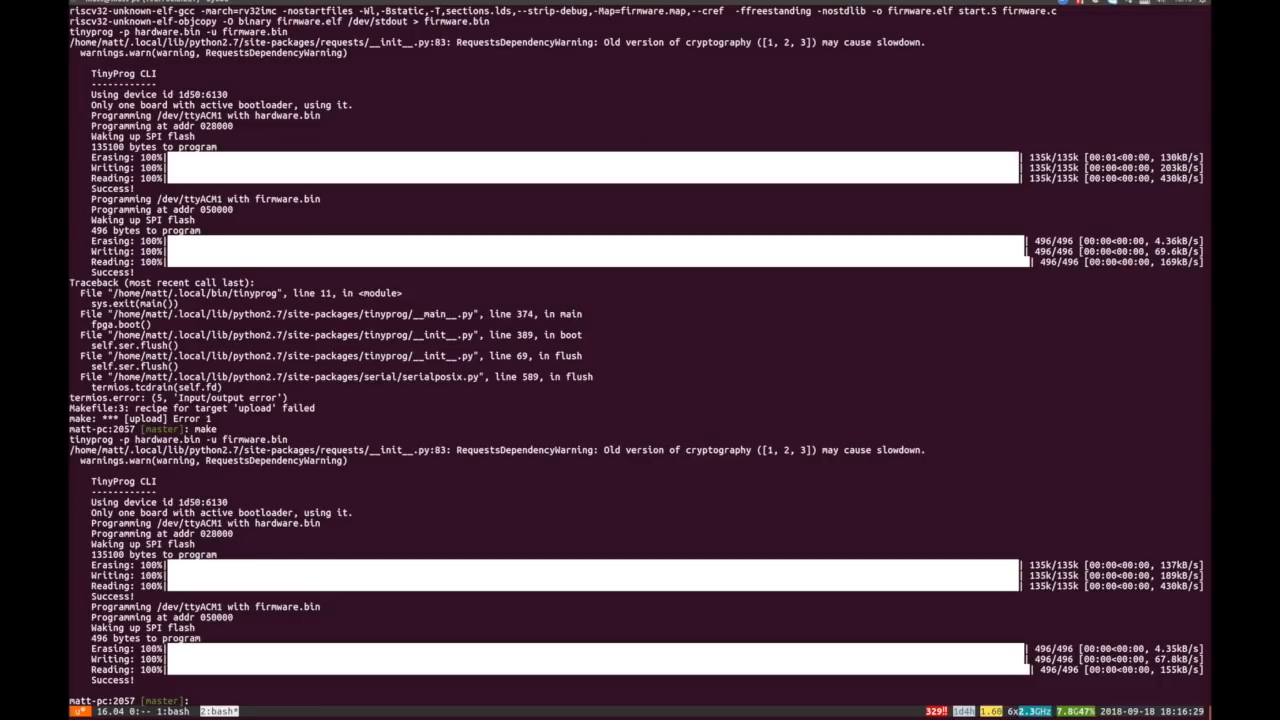 riscv32-unknown-elf-gcc -march=rv32imc -nostartfiles -Wl,-Bstatic,-T,sections.lds,--strip-debug,-Map=firmware.map,--cref  -ffreestanding -nostdlib -o firmware.elf start.S firmware.c
riscv32-unknown-elf-objcopy -O binary firmware.elf /dev/stdout > firmware.bin
tinyprog -p hardware.bin -u firmware.bin
/home/matt/.local/lib/python2.7/site-packages/requests/__init__.py:83: RequestsDependencyWarning: Old version of cryptography ([1, 2, 3]) may cause slowdown.
  warnings.warn(warning, RequestsDependencyWarning)
    TinyProg CLI
    ------------
    Using device id 1d50:6130
    Only one board with active bootloader, using it.
    Programming /dev/ttyACM1 with hardware.bin
    Programming at addr 028000
    Waking up SPI flash
    135100 bytes to program
    Erasing: 100%| | 135k/135k [00:01<00:00, 130kB/s]
    Writing: 100%| | 135k/135k [00:00<00:00, 203kB/s]
    Reading: 100%| | 135k/135k [00:00<00:00, 430kB/s]
    Success!
    Programming /dev/ttyACM1 with firmware.bin
    Programming at addr 050000
    Waking up SPI flash
    496 bytes to program
    Erasing: 100%| | 496/496 [00:00<00:00, 4.36kB/s]
    Writing: 100%| | 496/496 [00:00<00:00, 69.6kB/s]
    Reading: 100%| | 496/496 [00:00<00:00, 169kB/s]
    Success!
Traceback (most recent call last):
  File "/home/matt/.local/bin/tinyprog", line 11, in <module>
    sys.exit(main())
  File "/home/matt/.local/lib/python2.7/site-packages/tinyprog/__main__.py", line 374, in main
    fpga.boot()
  File "/home/matt/.local/lib/python2.7/site-packages/tinyprog/__init__.py", line 389, in boot
    self.ser.flush()
  File "/home/matt/.local/lib/python2.7/site-packages/tinyprog/__init__.py", line 69, in flush
    self.ser.flush()
  File "/home/matt/.local/lib/python2.7/site-packages/serial/serialposix.py", line 589, in flush
    termios.tcdrain(self.fd)
termios.error: (5, 'Input/output error')
Makefile:3: recipe for target 'upload' failed
make: *** [upload] Error 1
matt-pc:2057 [master]: make
tinyprog -p hardware.bin -u firmware.bin
/home/matt/.local/lib/python2.7/site-packages/requests/__init__.py:83: RequestsDependencyWarning: Old version of cryptography ([1, 2, 3]) may cause slowdown.
  warnings.warn(warning, RequestsDependencyWarning)
    TinyProg CLI
    ------------
    Using device id 1d50:6130
    Only one board with active bootloader, using it.
    Programming /dev/ttyACM1 with hardware.bin
    Programming at addr 028000
    Waking up SPI flash
    135100 bytes to program
    Erasing: 100%| | 135k/135k [00:00<00:00, 137kB/s]
    Writing: 100%| | 135k/135k [00:00<00:00, 189kB/s]
    Reading: 100%| | 135k/135k [00:00<00:00, 430kB/s]
    Success!
    Programming /dev/ttyACM1 with firmware.bin
    Programming at addr 050000
    Waking up SPI flash
    496 bytes to program
    Erasing: 100%| | 496/496 [00:00<00:00, 4.35kB/s]
    Writing: 100%| | 496/496 [00:00<00:00, 67.8kB/s]
    Reading: 100%| | 496/496 [00:00<00:00, 155kB/s]
    Success!
matt-pc:2057 [master]:
u* 16.04 0:-- 1:bash 2:bash* 329!! 1d4h 1.60 6x2.3GHz 7.8G47% 2018-09-18 18:16:29